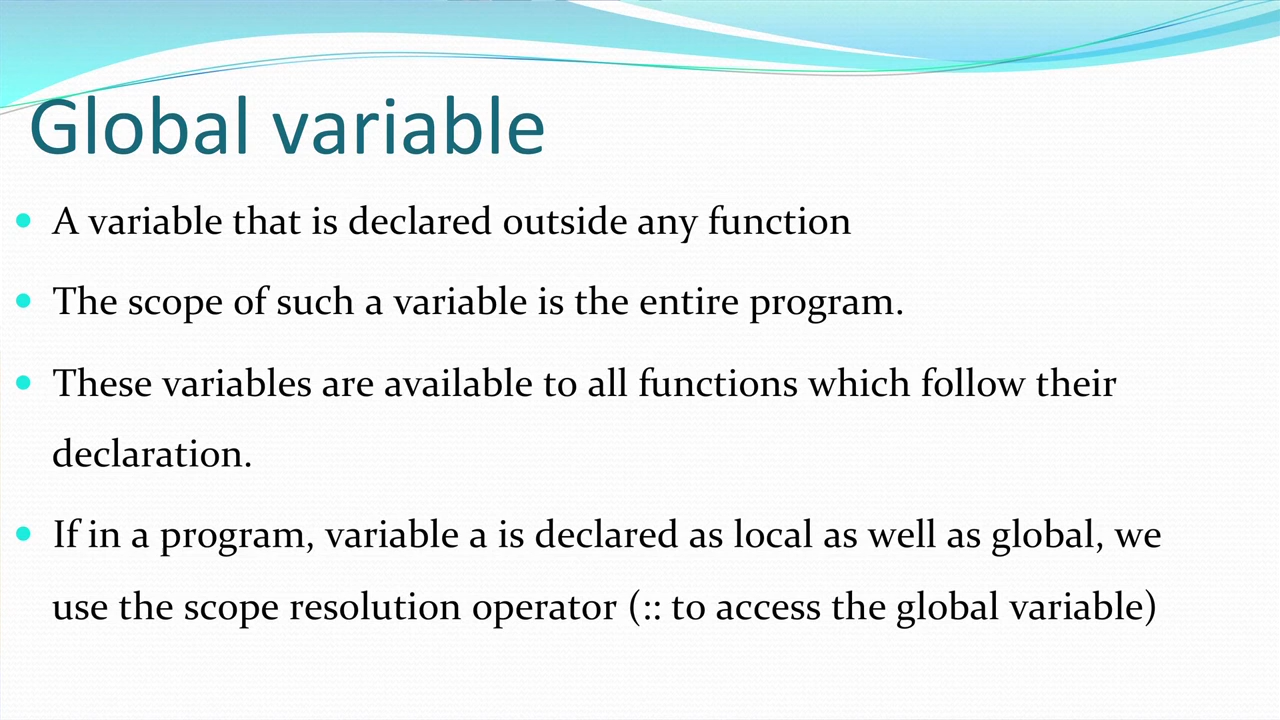 Global variable
• A variable that is declared outside any function
• The scope of such a variable is the entire program.
• These variables are available to all functions which follow their
declaration.
• If in a program, variable a is declared as local as well as global, we
use the scope resolution operator (:: to access the global variable)